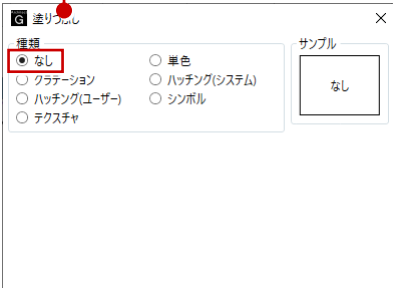 G 塗りつぶし
種類
サンプル
なし
単色
グラデーション
ハッチング(システム)
なし
ハッチング(ユーザー)
シンボル
テクスチャ